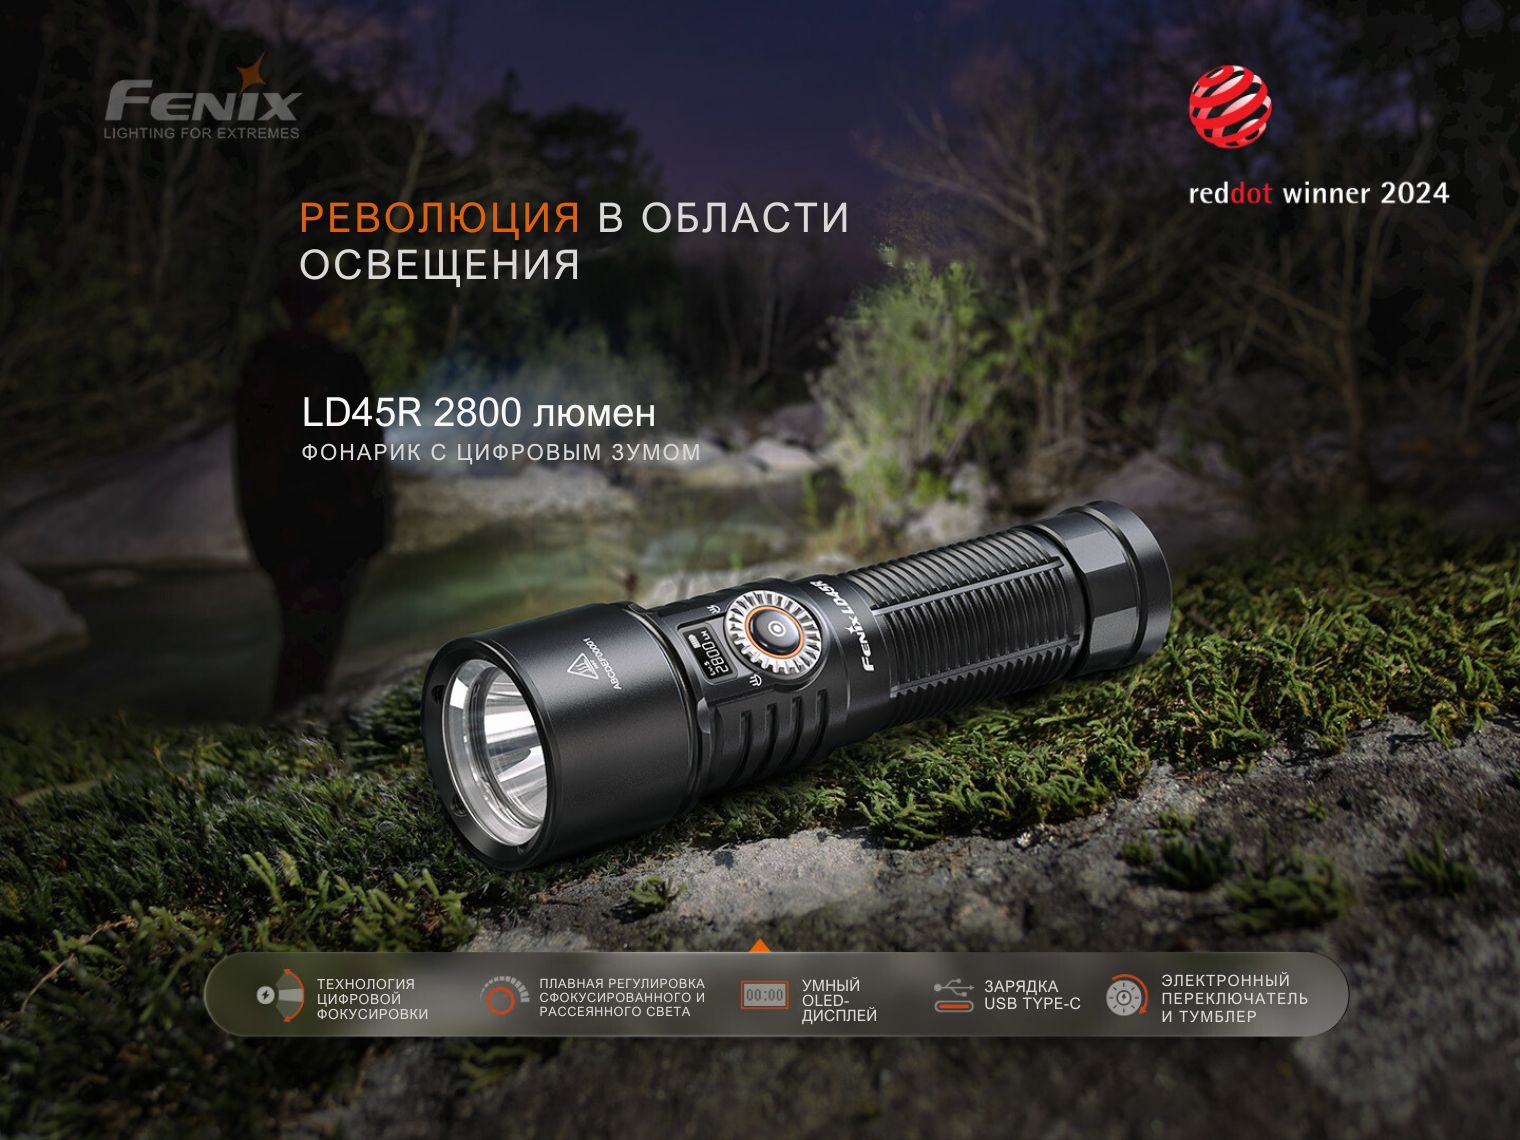 FENIX
LIGHTING FOR EXTREMES
reddot winner 2024
РЕВОЛЮЦИЯ В ОБЛАСТИ
ОСВЕЩЕНИЯ
LD45R 2800 люмен
ФОНАРИК С ЦИФРОВЫМ ЗУМОМ
FENIX LD45R
2800 LM
ABCDEF00001
ТЕХНОЛОГИЯ
ЦИФРОВОЙ
ФОКУСИРОВКИ
ПЛАВНАЯ РЕГУЛИРОВКА
СФОКУСИРОВАННОГО И
РАССЕЯННОГО СВЕТА
00:00
УМНЫЙ
OLED-
ДИСПЛЕЙ
ЗАРЯДКА
USB TYPE-C
ЭЛЕКТРОННЫЙ
ПЕРЕКЛЮЧАТЕЛЬ
И ТУМБЛЕР